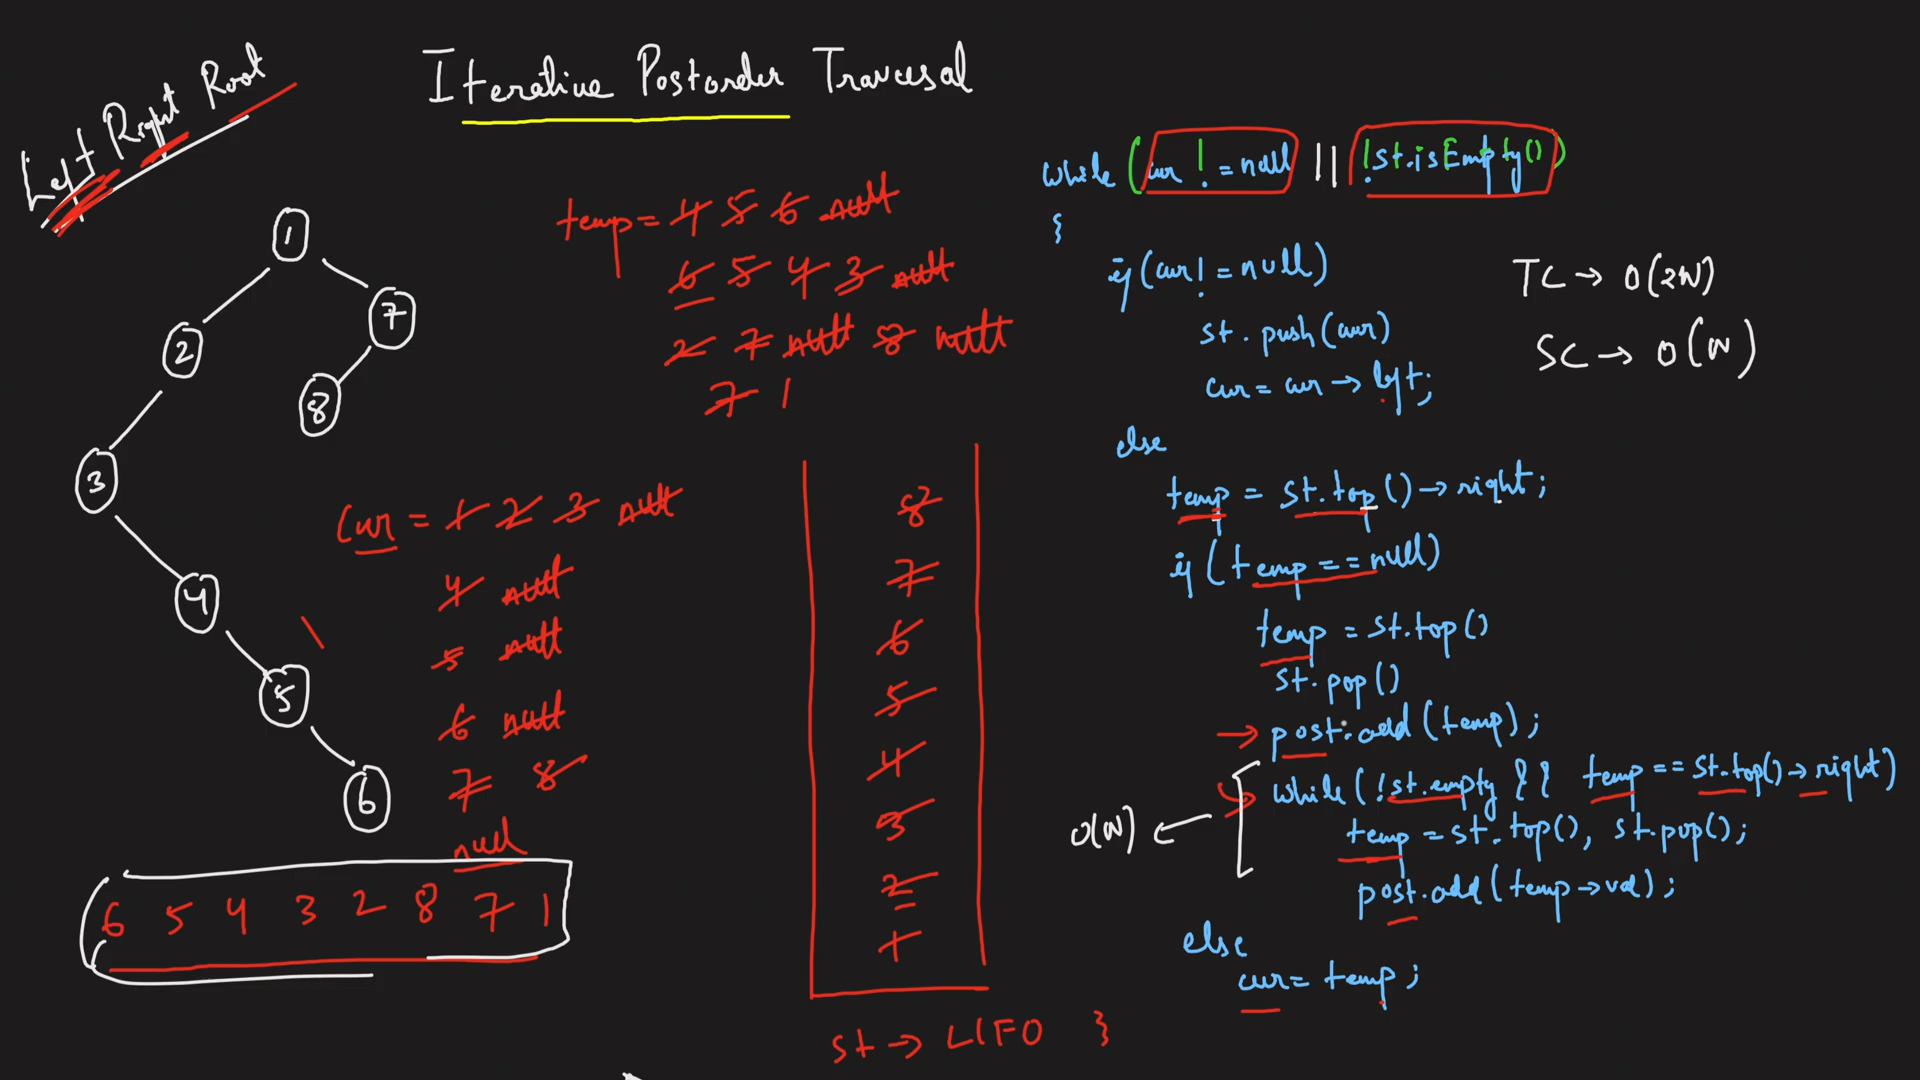 Iterative Postorder Traversal
Left Right Root
1
2
7
3
8
4
5
6
temp = 4 5 6 null
6 5 4 3 null
2 7 null 8 null
7 1
cur = 1 2 3 null
4 null
5 null
6 null
7 8
null
6 5 4 3 2 8 7 1
8
7
6
5
4
3
2
1
st → LIFO
while (cur != null || !st.isEmpty())
{
if (cur != null)
st.push(cur)
cur = cur → left;
else
temp = st.top() → right;
if (temp == null)
temp = st.top()
st.pop()
→ post.add(temp);
while (!st.empty && temp == st.top() → right)
temp = st.top(), st.pop();
post.add(temp → val);
else
cur = temp;
}
O(N) ←
TC → O(2N)
SC → O(N)